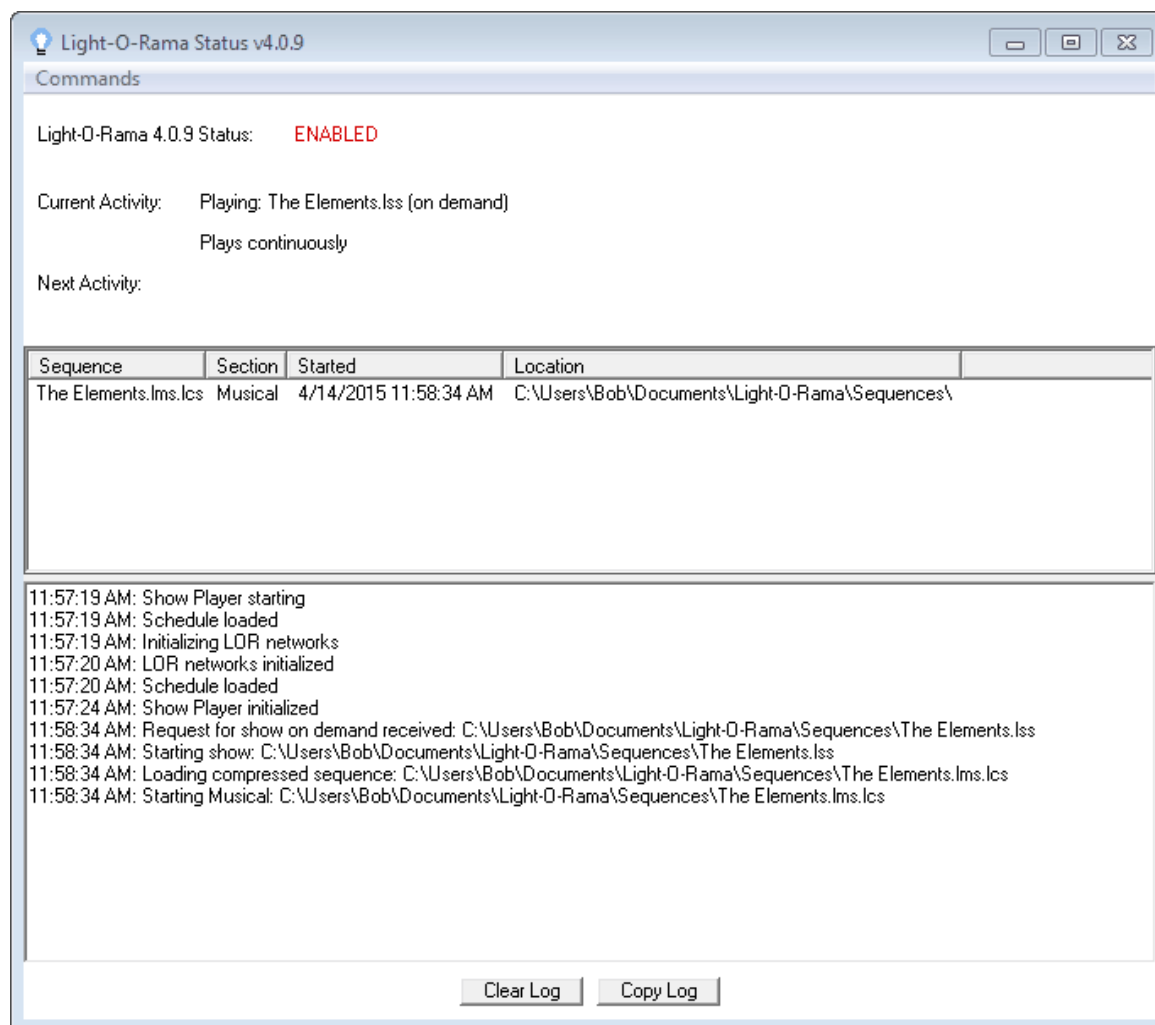 Light-O-Rama Status v4.0.9
Commands
Light-O-Rama 4.0.9 Status: ENABLED
Current Activity: Playing: The Elements.lss (on demand)
Plays continuously
Next Activity:
Sequence Section Started Location
The Elements.lms.lcs Musical 4/14/2015 11:58:34 AM C:\Users\Bob\Documents\Light-O-Rama\Sequences\
11:57:19 AM: Show Player starting
11:57:19 AM: Schedule loaded
11:57:19 AM: Initializing LOR networks
11:57:20 AM: LOR networks initialized
11:57:20 AM: Schedule loaded
11:57:24 AM: Show Player initialized
11:58:34 AM: Request for show on demand received: C:\Users\Bob\Documents\Light-O-Rama\Sequences\The Elements.lss
11:58:34 AM: Starting show: C:\Users\Bob\Documents\Light-O-Rama\Sequences\The Elements.lss
11:58:34 AM: Loading compressed sequence: C:\Users\Bob\Documents\Light-O-Rama\Sequences\The Elements.lms.lcs
11:58:34 AM: Starting Musical: C:\Users\Bob\Documents\Light-O-Rama\Sequences\The Elements.lms.lcs
Clear Log Copy Log